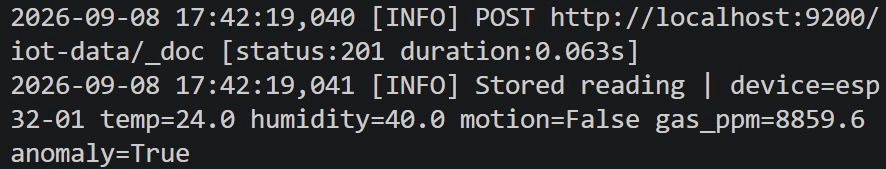 2026-09-08 17:42:19,040 [INFO] POST http://localhost:9200/
iot-data/_doc [status:201 duration:0.063s]
2026-09-08 17:42:19,041 [INFO] Stored reading | device=esp
32-01 temp=24.0 humidity=40.0 motion=False gas_ppm=8859.6
anomaly=True